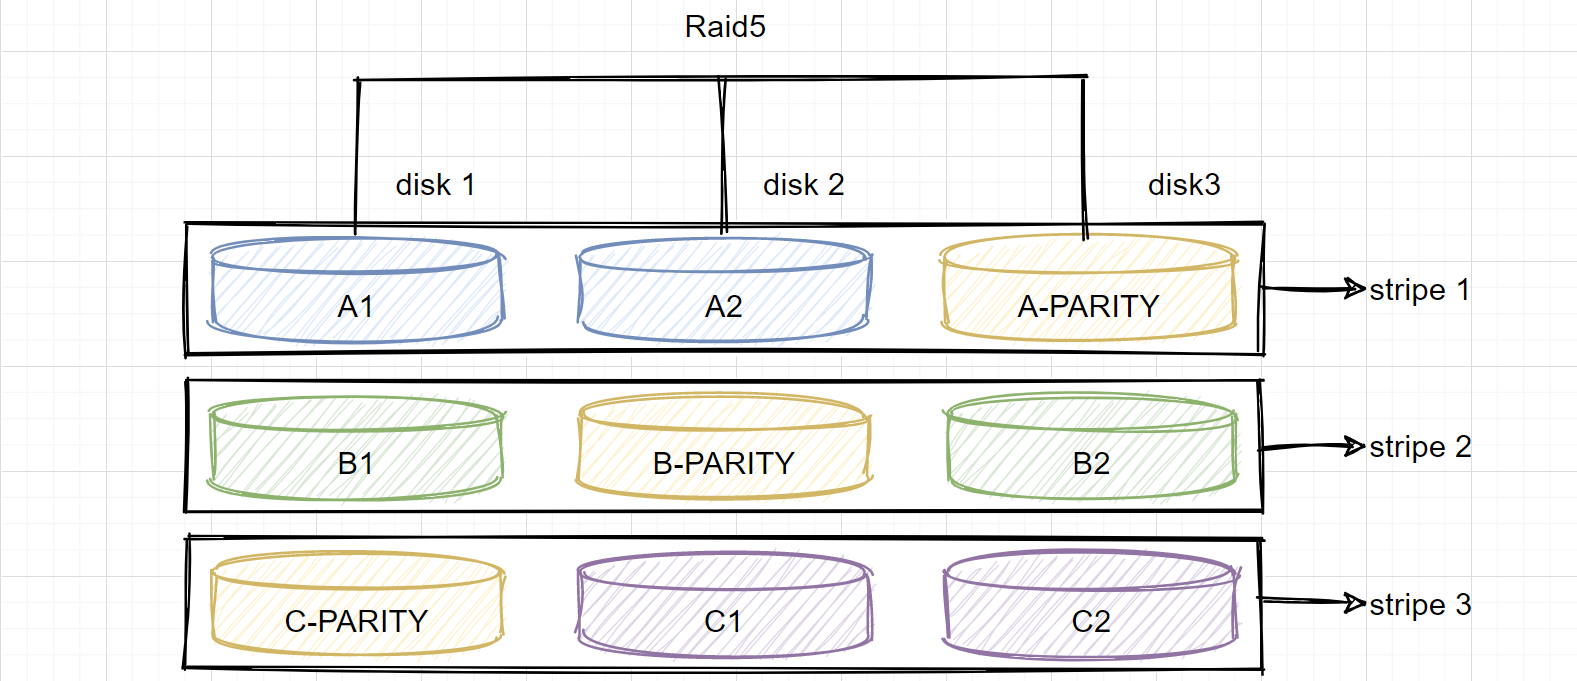 Raid5
disk 1
disk 2
disk3
A1
A2
A-PARITY
stripe 1
B1
B-PARITY
B2
stripe 2
C-PARITY
C1
C2
stripe 3